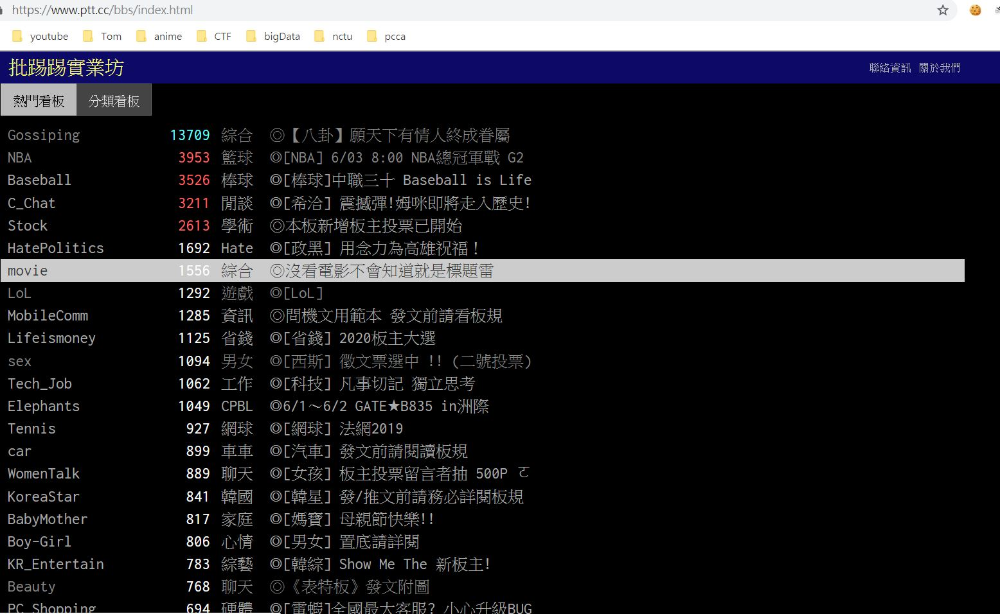 https://www.ptt.cc/bbs/index.html
youtube Tom anime CTF bigData nctu pcca
批踢踢實業坊 聯絡資訊 關於我們
熱門看板 分類看板
Gossiping 13709 綜合 ◎【八卦】願天下有情人終成眷屬
NBA 3953 籃球 ◎[NBA] 6/03 8:00 NBA總冠軍戰 G2
Baseball 3526 棒球 ◎[棒球]中職三十 Baseball is Life
C_Chat 3211 閒談 ◎[希洽] 震撼彈!姆咪即將走入歷史!
Stock 2613 學術 ◎本板新增板主投票已開始
HatePolitics 1692 Hate ◎[政黑] 用念力為高雄祝福！
movie 1556 綜合 ◎沒看電影不會知道就是標題雷
LoL 1292 遊戲 ◎[LoL]
MobileComm 1285 資訊 ◎問機文用範本 發文前請看板規
Lifeismoney 1125 省錢 ◎[省錢] 2020板主大選
sex 1094 男女 ◎[西斯] 徵文票選中 !! (二號投票)
Tech_Job 1062 工作 ◎[科技] 凡事切記 獨立思考
Elephants 1049 CPBL ◎6/1～6/2 GATE★B835 in洲際
Tennis 927 網球 ◎[網球] 法網2019
car 899 車車 ◎[汽車] 發文前請閱讀板規
WomenTalk 889 聊天 ◎[女孩] 板主投票留言者抽 500P ㄛ
KoreaStar 841 韓國 ◎[韓星] 發/推文前請務必詳閱板規
BabyMother 817 家庭 ◎[媽寶] 母親節快樂!!
Boy-Girl 806 心情 ◎[男女] 置底請詳閱
KR_Entertain 783 綜藝 ◎[韓綜] Show Me The 新板主!
Beauty 768 聊天 ◎《表特板》發文附圖
PC_Shopping 694 硬體 ◎[電蝦]全國最大客服? 小心升級BUG